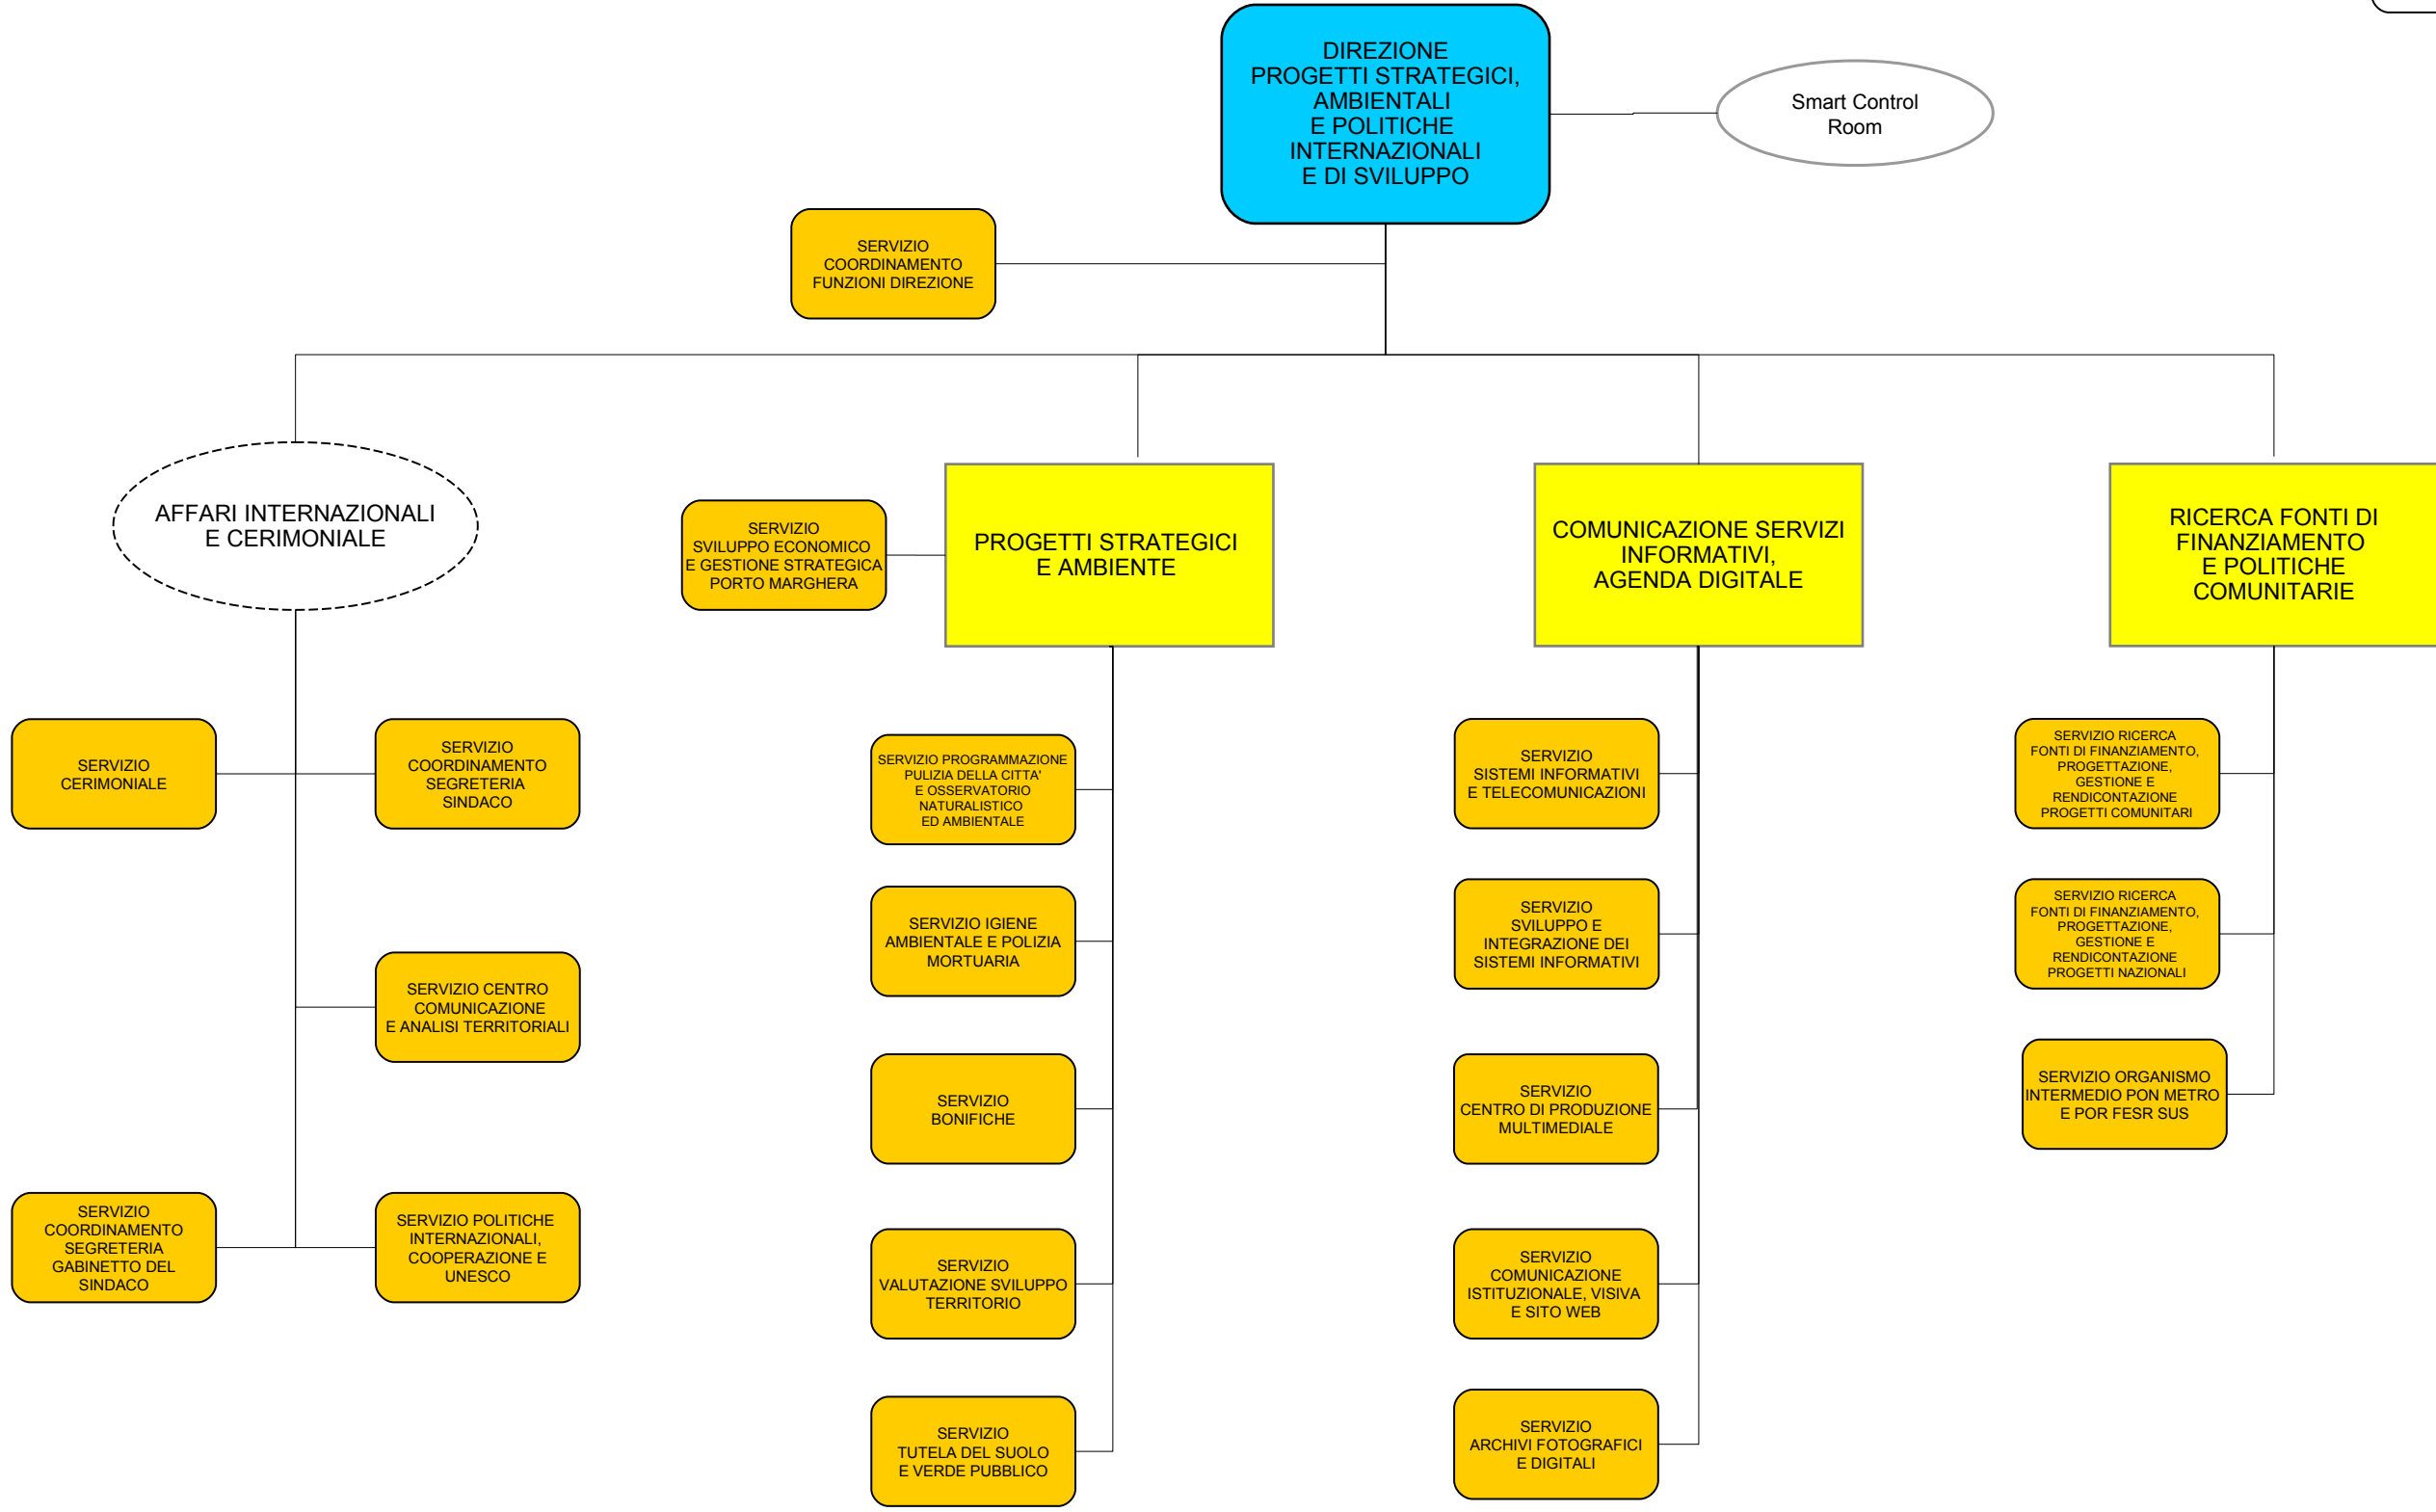 DIREZIONE
PROGETTI STRATEGICI,
AMBIENTALI
E POLITICHE
INTERNAZIONALI
E DI SVILUPPO
Smart Control
Room
SERVIZIO
COORDINAMENTO
FUNZIONI DIREZIONE
AFFARI INTERNAZIONALI
E CERIMONIALE
SERVIZIO
CERIMONIALE
SERVIZIO
COORDINAMENTO
SEGRETERIA
SINDACO
SERVIZIO CENTRO
COMUNICAZIONE
E ANALISI TERRITORIALI
SERVIZIO
COORDINAMENTO
SEGRETERIA
GABINETTO DEL
SINDACO
SERVIZIO POLITICHE
INTERNAZIONALI,
COOPERAZIONE E
UNESCO
SERVIZIO
SVILUPPO ECONOMICO
E GESTIONE STRATEGICA
PORTO MARGHERA
PROGETTI STRATEGICI
E AMBIENTE
SERVIZIO PROGRAMMAZIONE
PULIZIA DELLA CITTA'
E OSSERVATORIO
NATURALISTICO
ED AMBIENTALE
SERVIZIO IGIENE
AMBIENTALE E POLIZIA
MORTUARIA
SERVIZIO
BONIFICHE
SERVIZIO
VALUTAZIONE SVILUPPO
TERRITORIO
SERVIZIO
TUTELA DEL SUOLO
E VERDE PUBBLICO
COMUNICAZIONE SERVIZI
INFORMATIVI,
AGENDA DIGITALE
SERVIZIO
SISTEMI INFORMATIVI
E TELECOMUNICAZIONI
SERVIZIO
SVILUPPO E
INTEGRAZIONE DEI
SISTEMI INFORMATIVI
SERVIZIO
CENTRO DI PRODUZIONE
MULTIMEDIALE
SERVIZIO
COMUNICAZIONE
ISTITUZIONALE, VISIVA
E SITO WEB
SERVIZIO
ARCHIVI FOTOGRAFICI
E DIGITALI
RICERCA FONTI DI
FINANZIAMENTO
E POLITICHE
COMUNITARIE
SERVIZIO RICERCA
FONTI DI FINANZIAMENTO,
PROGETTAZIONE,
GESTIONE E
RENDICONTAZIONE
PROGETTI COMUNITARI
SERVIZIO RICERCA
FONTI DI FINANZIAMENTO,
PROGETTAZIONE,
GESTIONE E
RENDICONTAZIONE
PROGETTI NAZIONALI
SERVIZIO ORGANISMO
INTERMEDIO PON METRO
E POR FESR SUS